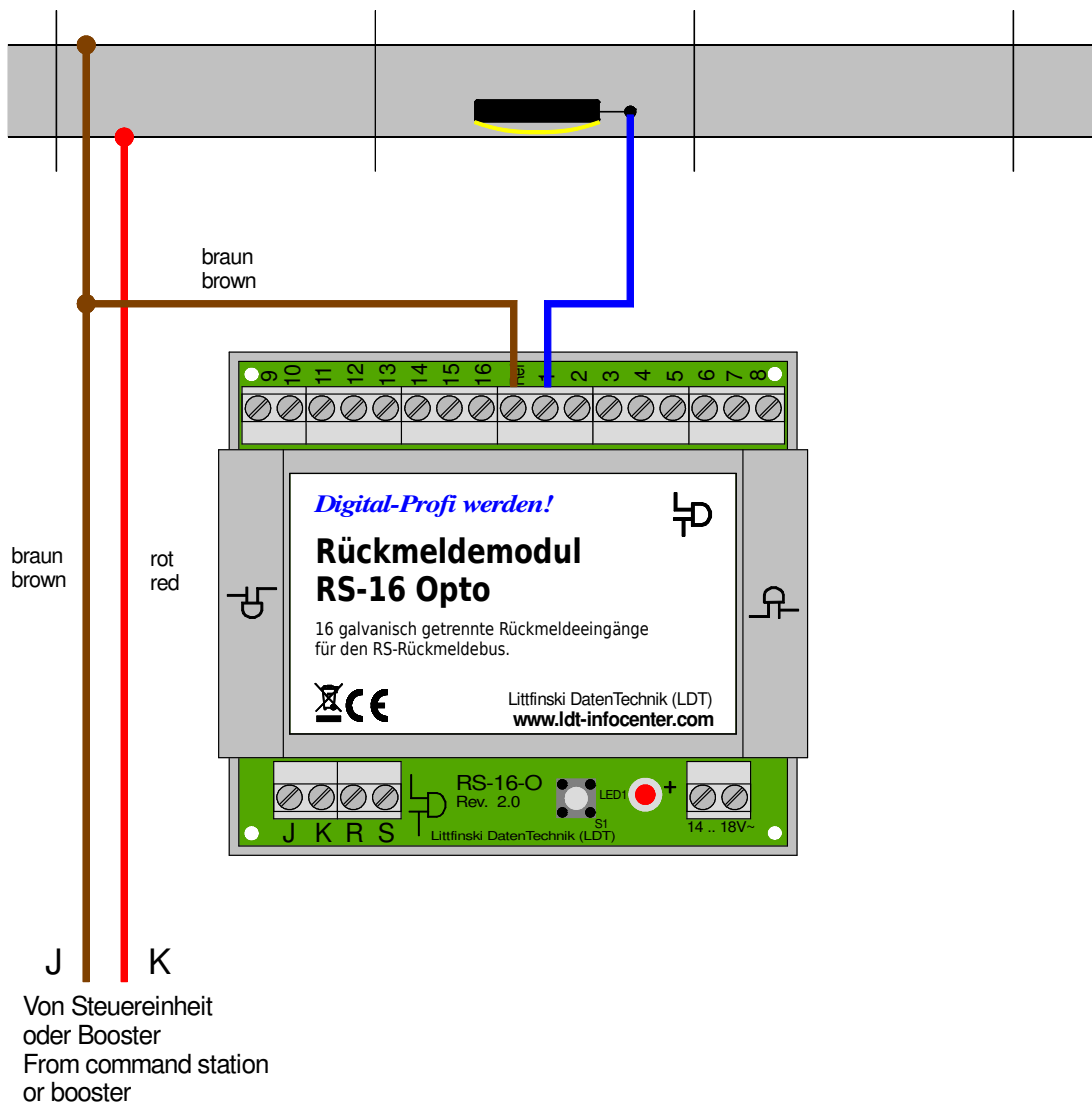 braun
brown
9 10 11 12 13 14 15 16 Ref 1 2 3 4 5 6 7 8
Digital-Profi werden!
Rückmeldemodul
RS-16 Opto
16 galvanisch getrennte Rückmeldeeingänge
für den RS-Rückmeldebus.
CE
Littfinski DatenTechnik (LDT)
www.ldt-infocenter.com
braun
brown
rot
red
RS-16-O
Rev. 2.0
LED1
+
S1
14 .. 18V~
J K R S
Littfinski DatenTechnik (LDT)
J
K
Von Steuereinheit
oder Booster
From command station
or booster